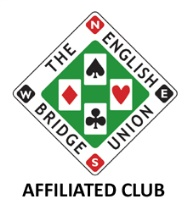 N
THE ENGLISH
W E
BRIDGE UNION
S
AFFILIATED CLUB